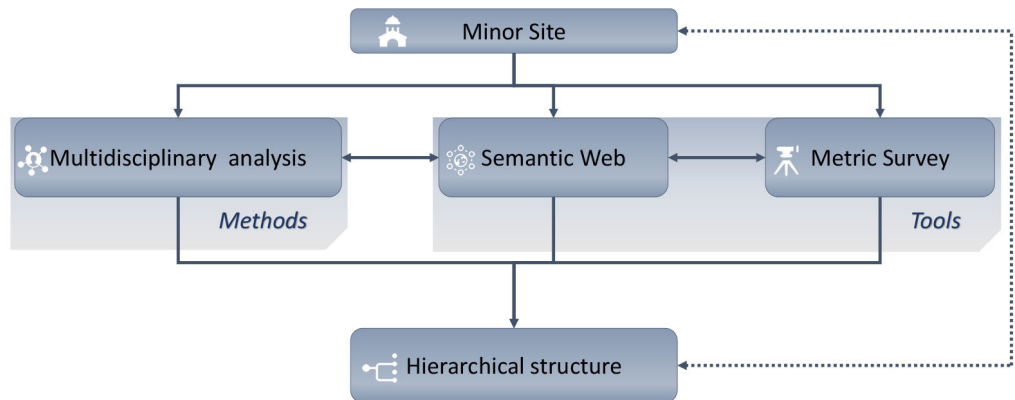 Minor Site
Multidisciplinary analysis
Semantic Web
Metric Survey
Methods
Tools
Hierarchical structure